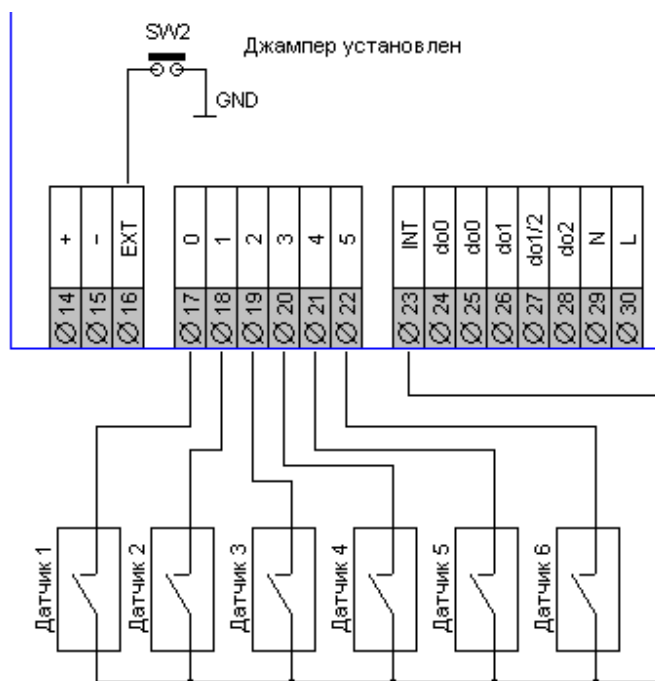 SW2
Джампер установлен
GND
+
−
EXT
0
1
2
3
4
5
INT
do0
do0
do1
do1/2
do2
N
L
14
15
16
17
18
19
20
21
22
23
24
25
26
27
28
29
30
Датчик 1
Датчик 2
Датчик 3
Датчик 4
Датчик 5
Датчик 6